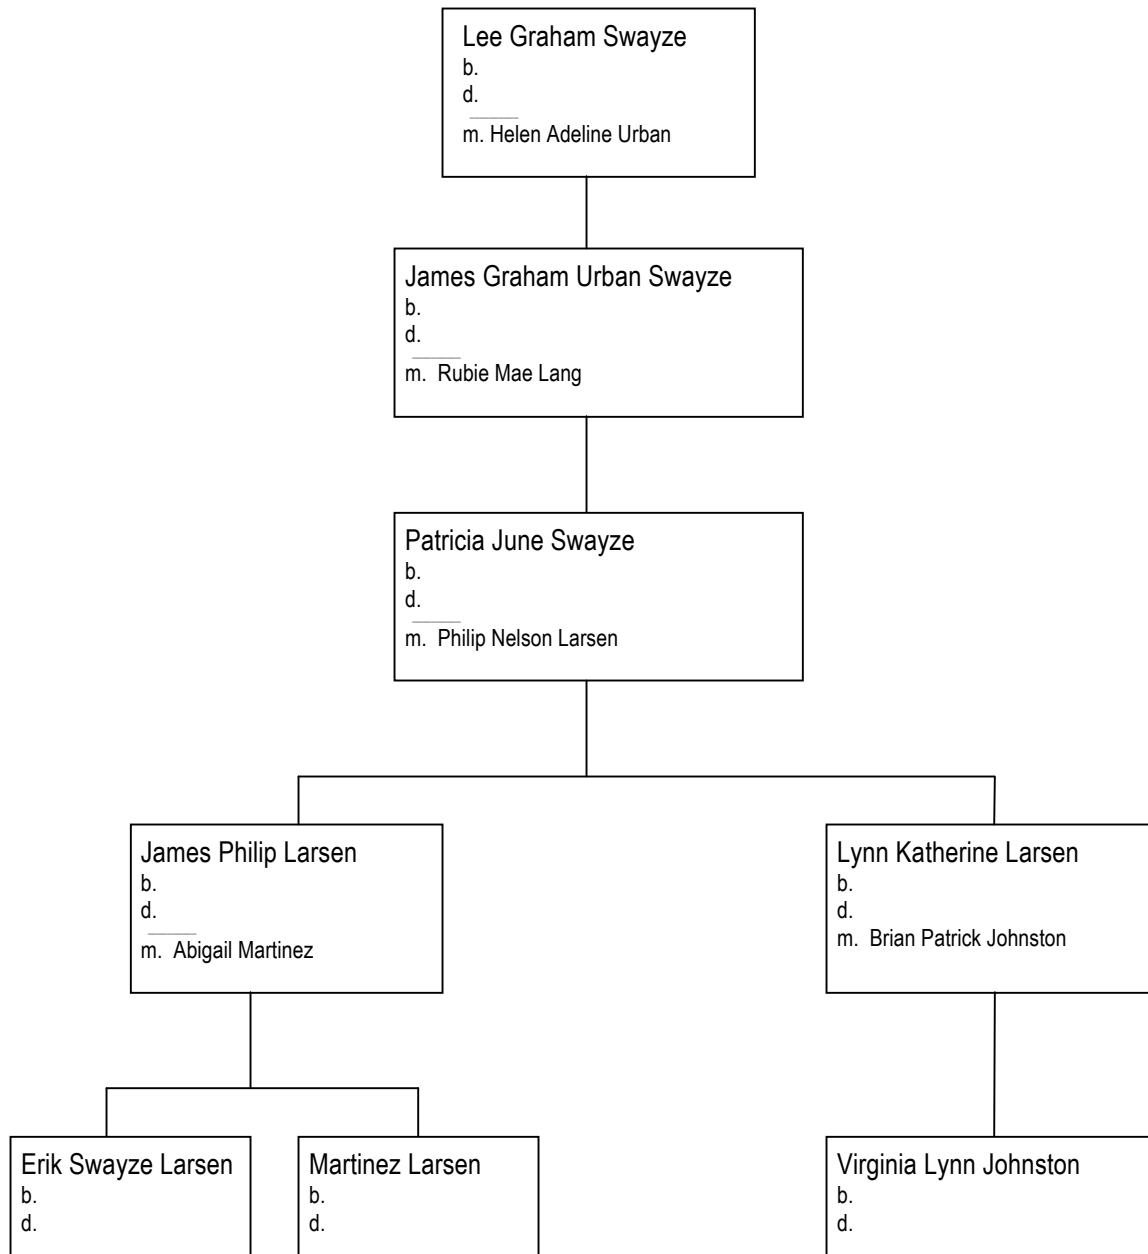 Lee Graham Swayze
b.
d.
m. Helen Adeline Urban
James Graham Urban Swayze
b.
d.
m. Rubie Mae Lang
Patricia June Swayze
b.
d.
m. Philip Nelson Larsen
James Philip Larsen
b.
d.
m. Abigail Martinez
Lynn Katherine Larsen
b.
d.
m. Brian Patrick Johnston
Erik Swayze Larsen
b.
d.
Martinez Larsen
b.
d.
Virginia Lynn Johnston
b.
d.